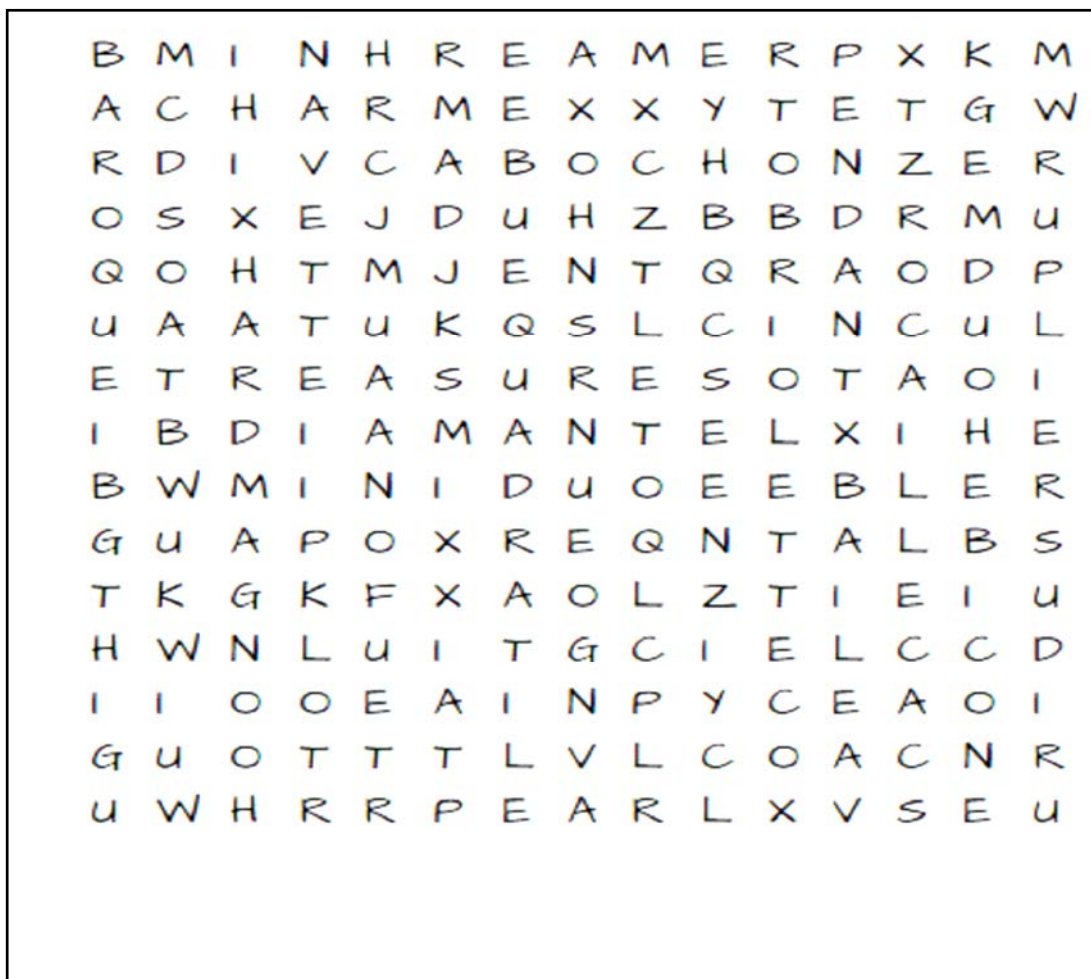 B M I N H R E A M E R P X K M
A C H A R M E X X Y T E T G W
R D I V C A B O C H O N Z E R
O S X E J D U H Z B B D R M U
Q O H T M J E N T Q R A O D P
U A A T U K Q S L C I N C U L
E T R E A S U R E S O T A O I
I B D I A M A N T E L X I H E
B W M I N I D U O E E B L E R
G U A P O X R E Q N T A L B S
T K G K F X A O L Z T I E I U
H W N L U I T G C I E L C C D
I I O O E A I N P Y C E A O I
G U O T T T L V L C O A C N R
U W H R R P E A R L X V S E U